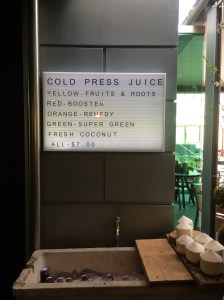 COLD PRESS JUICE
YELLOW-FRUITS & ROOTS
RED-BOOSTER
ORANGE-REMEDY
GREEN-SUPER GREEN
FRESH COCONUT
ALL-$7.00